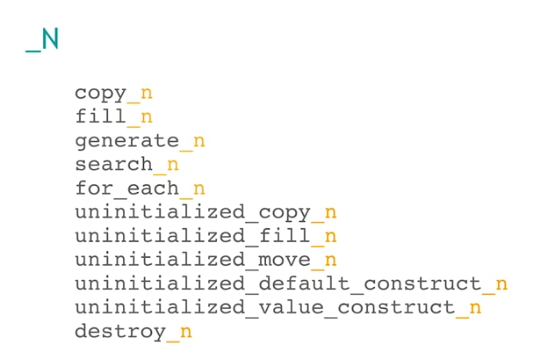 _N
copy_n
fill_n
generate_n
search_n
for_each_n
uninitialized_copy_n
uninitialized_fill_n
uninitialized_move_n
uninitialized_default_construct_n
uninitialized_value_construct_n
destroy_n